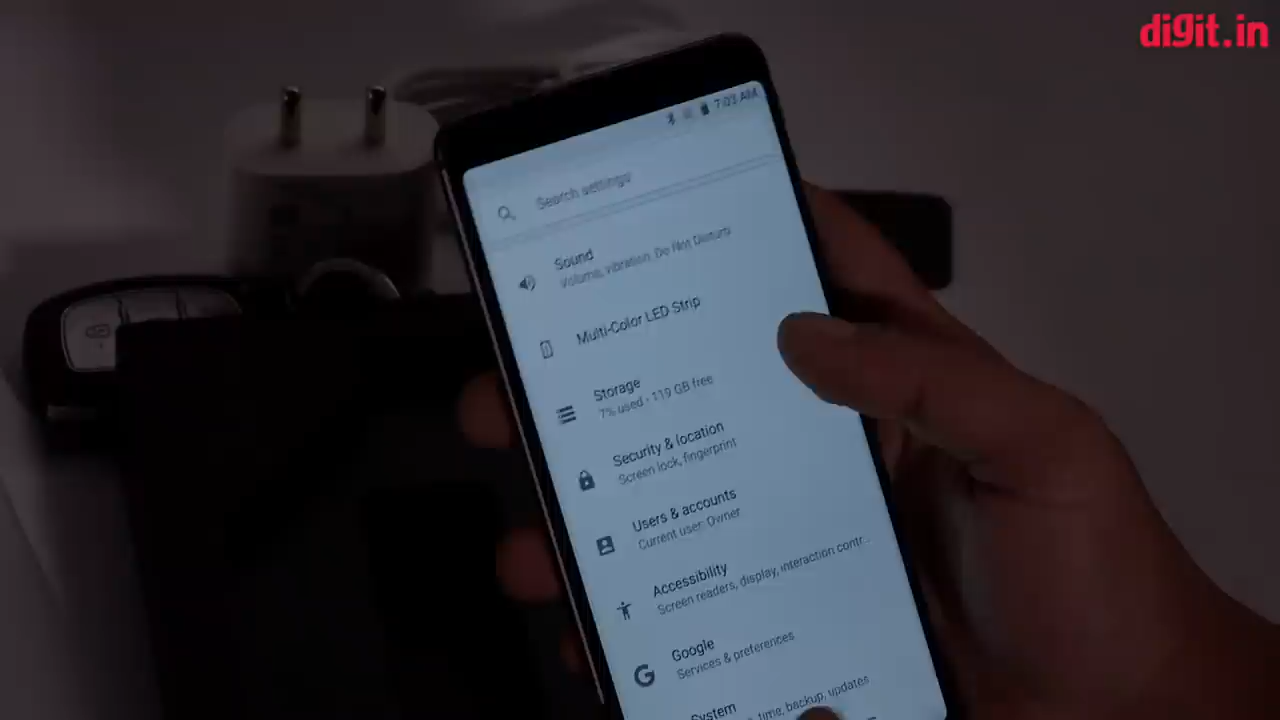 digit.in
7:03 AM
Search settings
Sound
Volume, vibration, Do Not Disturb
Multi-Color LED Strip
Storage
7% used - 119 GB free
Security & location
Screen lock, fingerprint
Users & accounts
Current user: Owner
Accessibility
Screen readers, display, interaction contr...
Google
Services & preferences
System
time, backup, updates